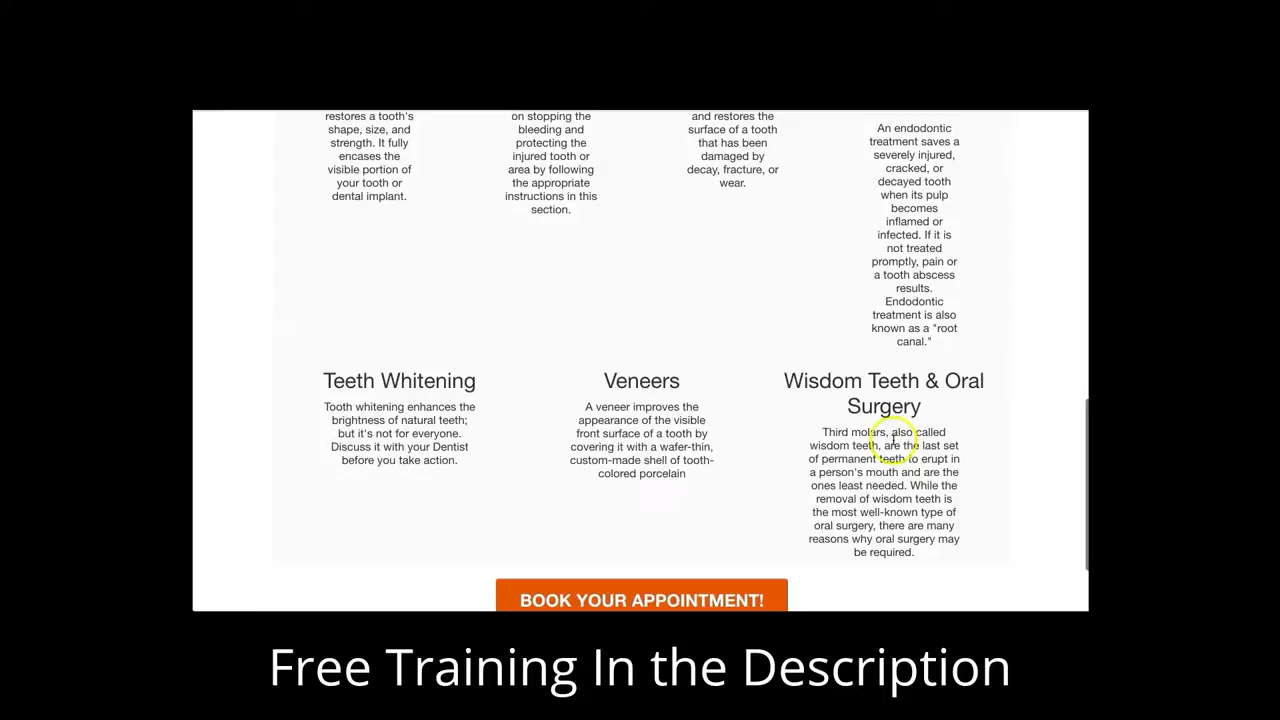 restores a tooth's
shape, size, and
strength. It fully
encases the
visible portion of
your tooth or
dental implant.
on stopping the
bleeding and
protecting the
injured tooth or
area by following
the appropriate
instructions in this
section.
and restores the
surface of a tooth
that has been
damaged by
decay, fracture, or
wear.
An endodontic
treatment saves a
severely injured,
cracked, or
decayed tooth
when its pulp
becomes
inflamed or
infected. If it is
not treated
promptly, pain or
a tooth abscess
results.
Endodontic
treatment is also
known as a "root
canal."
Teeth Whitening
Tooth whitening enhances the
brightness of natural teeth;
but it's not for everyone.
Discuss it with your Dentist
before you take action.
Veneers
A veneer improves the
appearance of the visible
front surface of a tooth by
covering it with a wafer-thin,
custom-made shell of tooth-
colored porcelain
Wisdom Teeth & Oral
Surgery
Third molars, also called
wisdom teeth, are the last set
of permanent teeth to erupt in
a person's mouth and are the
ones least needed. While the
removal of wisdom teeth is
the most well-known type of
oral surgery, there are many
reasons why oral surgery may
be required.
BOOK YOUR APPOINTMENT!
Free Training In the Description